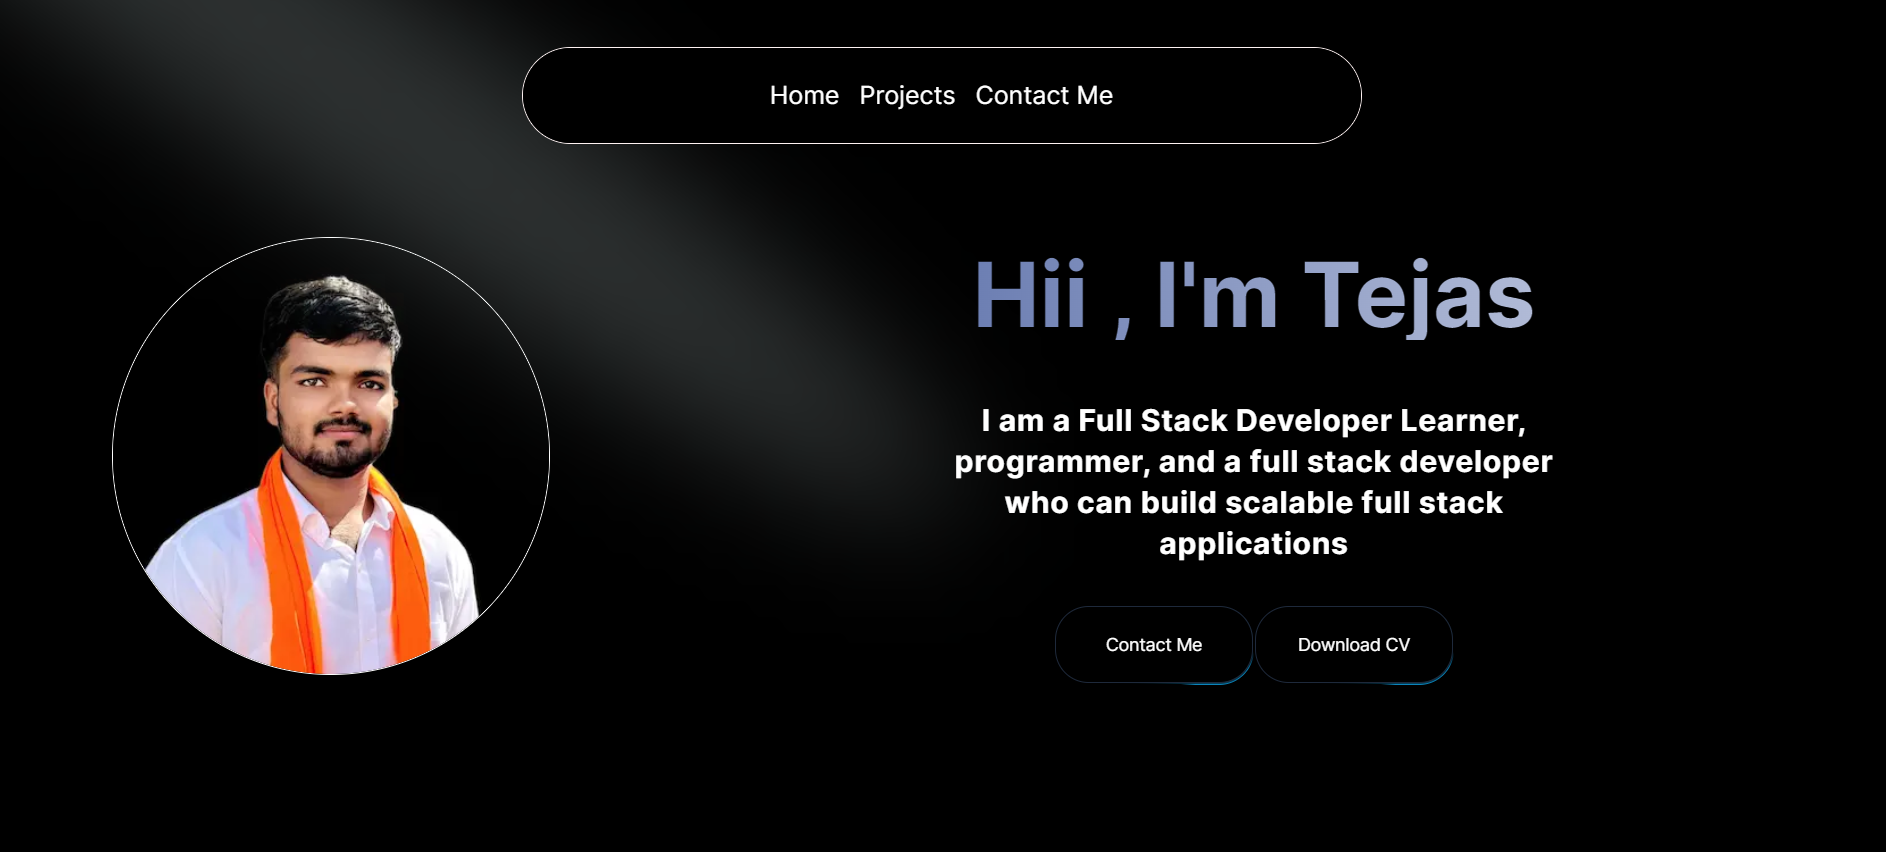 Home Projects Contact Me
Hii , I'm Tejas
I am a Full Stack Developer Learner,
programmer, and a full stack developer
who can build scalable full stack
applications
Contact Me Download CV